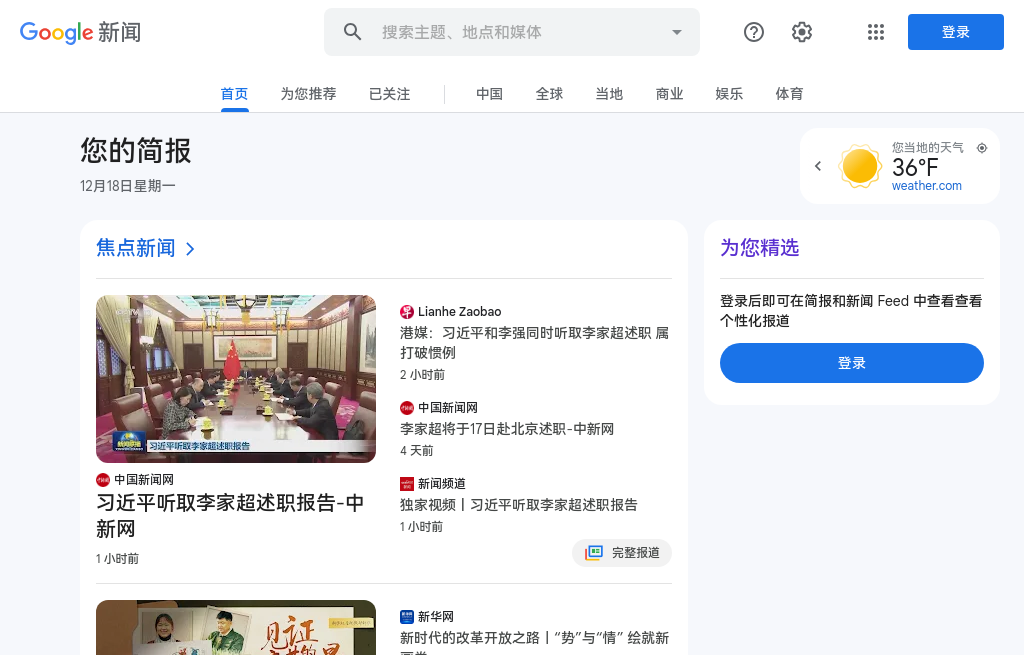 Google 新闻
搜索主题、地点和媒体
登录
首页
为您推荐
已关注
中国
全球
当地
商业
娱乐
体育
您的简报
12月18日星期一
您当地的天气
36°F
weather.com
焦点新闻
习近平听取李家超述职报告
中国新闻网
习近平听取李家超述职报告-中
新网
1 小时前
Lianhe Zaobao
港媒：习近平和李强同时听取李家超述职 属
打破惯例
2 小时前
中国新闻网
李家超将于17日赴北京述职-中新网
4 天前
新闻频道
独家视频丨习近平听取李家超述职报告
1 小时前
完整报道
见证
新华网
新时代的改革开放之路丨“势”与“情” 绘就新
为您精选
登录后即可在简报和新闻 Feed 中查看查看
个性化报道
登录